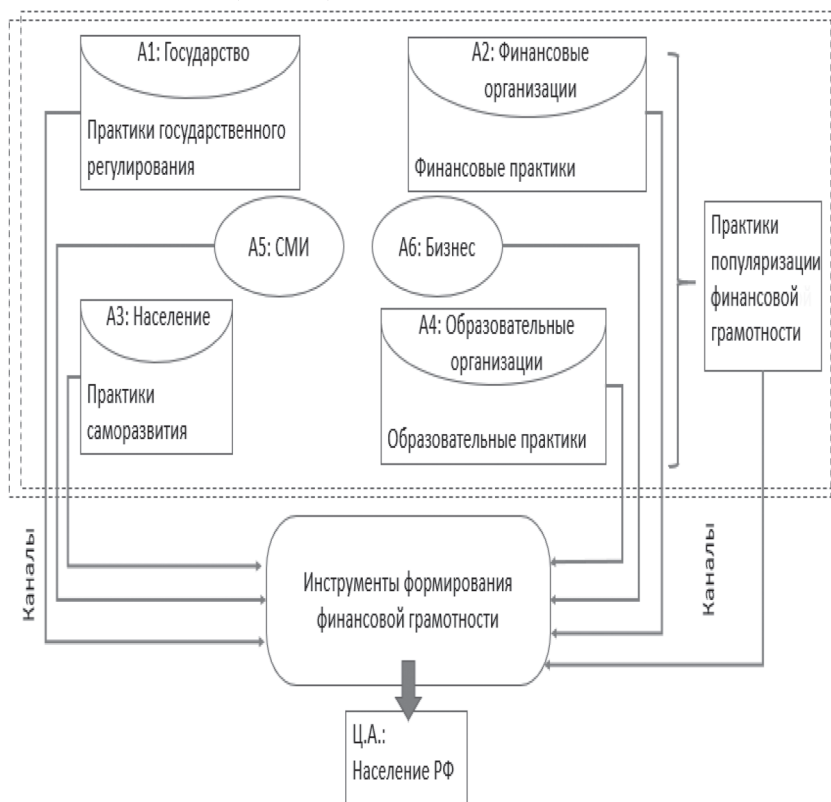 А1: Государство
Практики государственного
регулирования
А2: Финансовые
организации
Финансовые практики
А5: СМИ
А6: Бизнес
Практики
популяризации
финансовой
грамотности
А3: Население
Практики
саморазвития
А4: Образовательные
организации
Образовательные практики
Каналы
Инструменты формирования
финансовой грамотности
Каналы
Ц.А.:
Население РФ